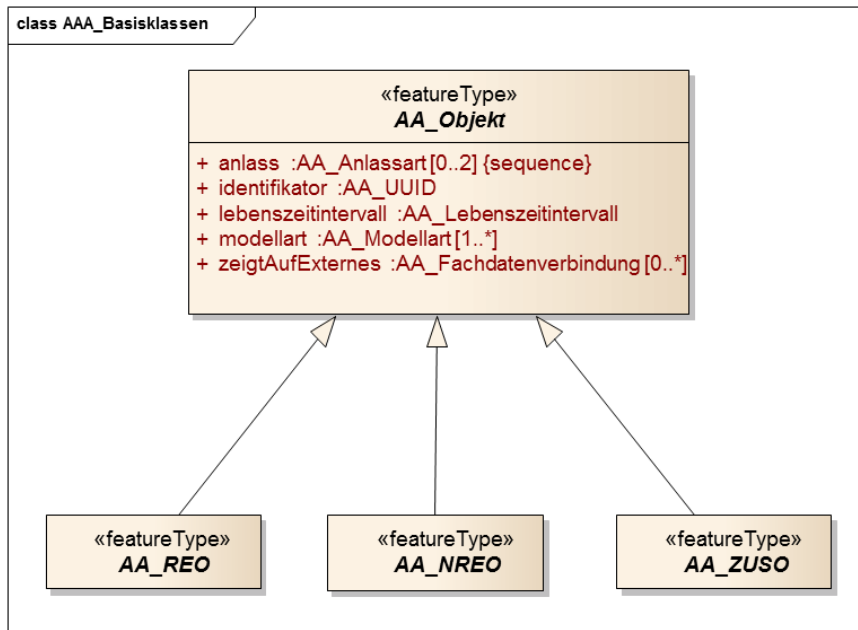 class AAA_Basisklassen
«featureType»
AA_Objekt
+ anlass :AA_Anlassart [0..2] {sequence}
+ identifikator :AA_UUID
+ lebenszeitintervall :AA_Lebenszeitintervall
+ modellart :AA_Modellart [1..*]
+ zeigtAufExternes :AA_Fachdatenverbindung [0..*]
«featureType»
AA_REO
«featureType»
AA_NREO
«featureType»
AA_ZUSO